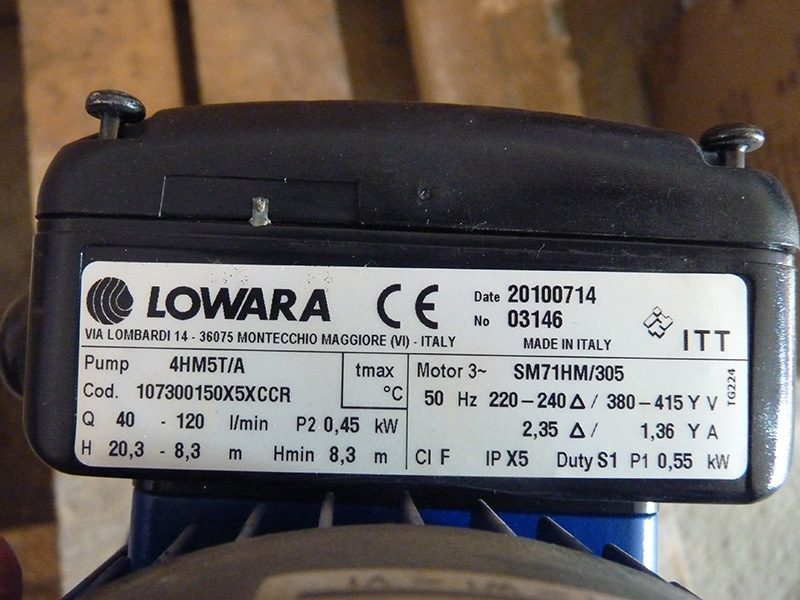 LOWARA CE Date 20100714
No 03146
MADE IN ITALY ITT
VIA LOMBARDI 14 - 36075 MONTECCHIO MAGGIORE (VI) - ITALY
Pump 4HM5T/A tmax °C
Cod. 107300150X5XCCR
Q 40 - 120 l/min P2 0,45 kW
H 20,3 - 8,3 m Hmin 8,3 m
Motor 3~ SM71HM/305
50 Hz 220-240 Δ / 380-415 Y V
2,35 Δ / 1,36 Y A
Cl F IP X5 Duty S1 P1 0,55 kW
TG224